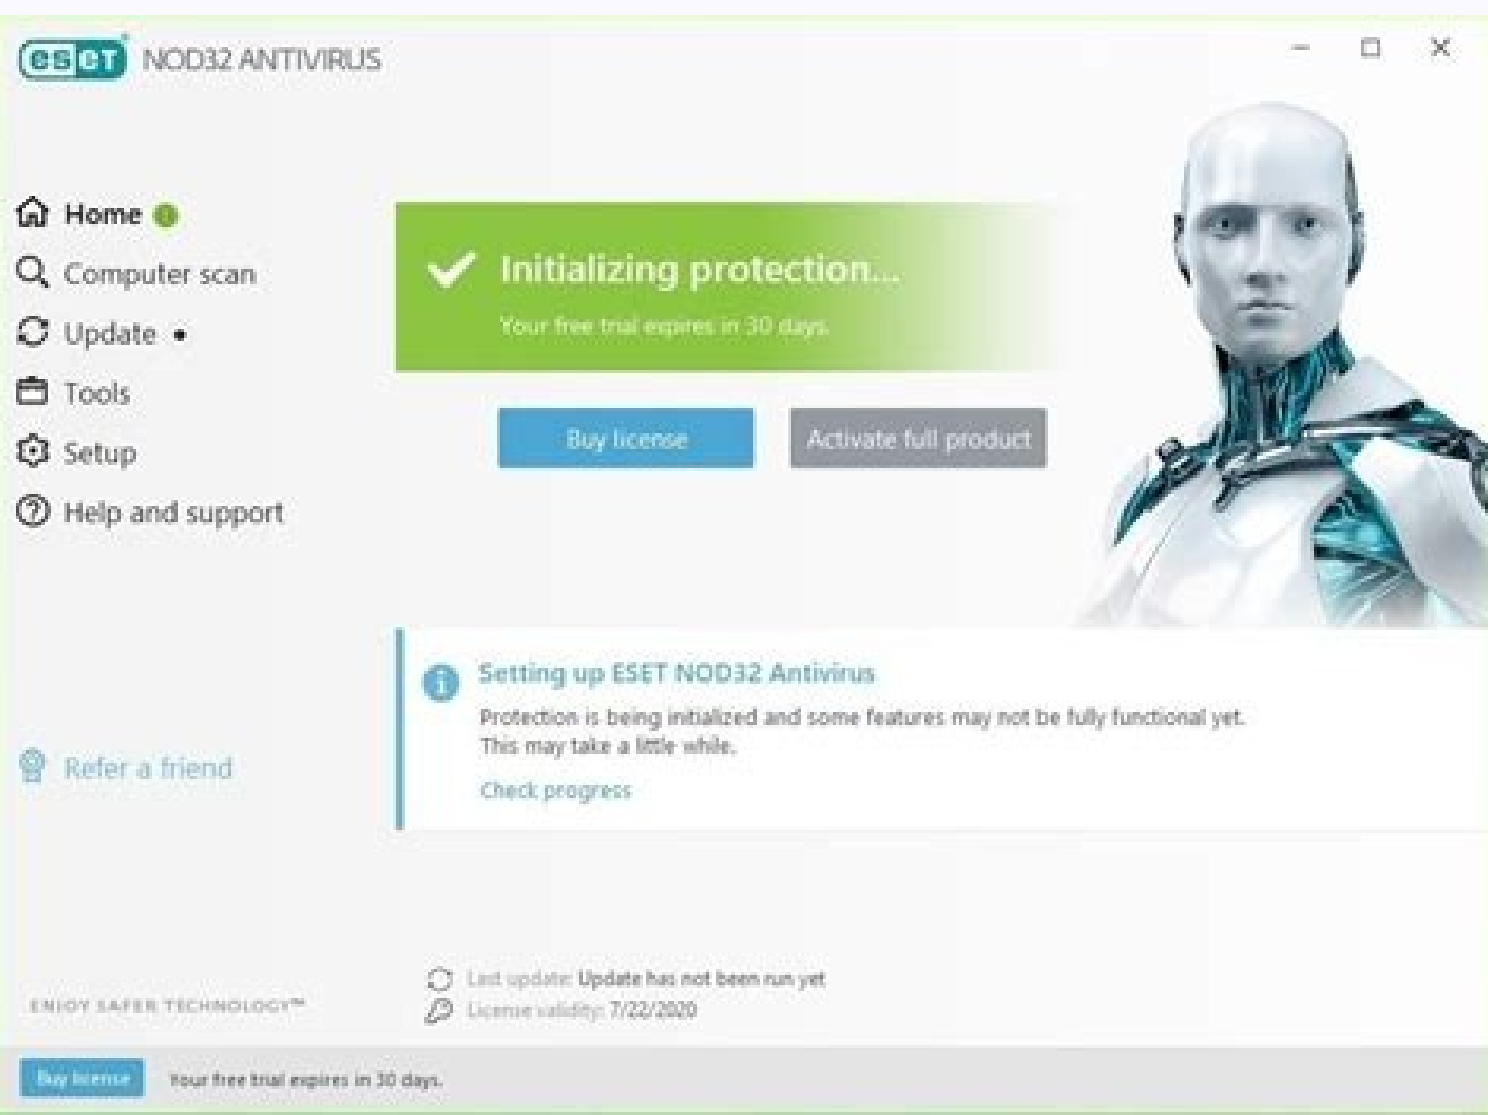 eset NOD32 ANTIVIRUS
Home
Computer scan
Update
Tools
Setup
Help and support
Refer a friend
ENJOY SAFER TECHNOLOGY™
Initializing protection...
Your free trial expires in 30 days.
Buy license
Activate full product
Setting up ESET NOD32 Antivirus
Protection is being initialized and some features may not be fully functional yet.
This may take a little while.
Check progress
Last update: Update has not been run yet
License validity: 7/22/2020
Buy license Your free trial expires in 30 days.